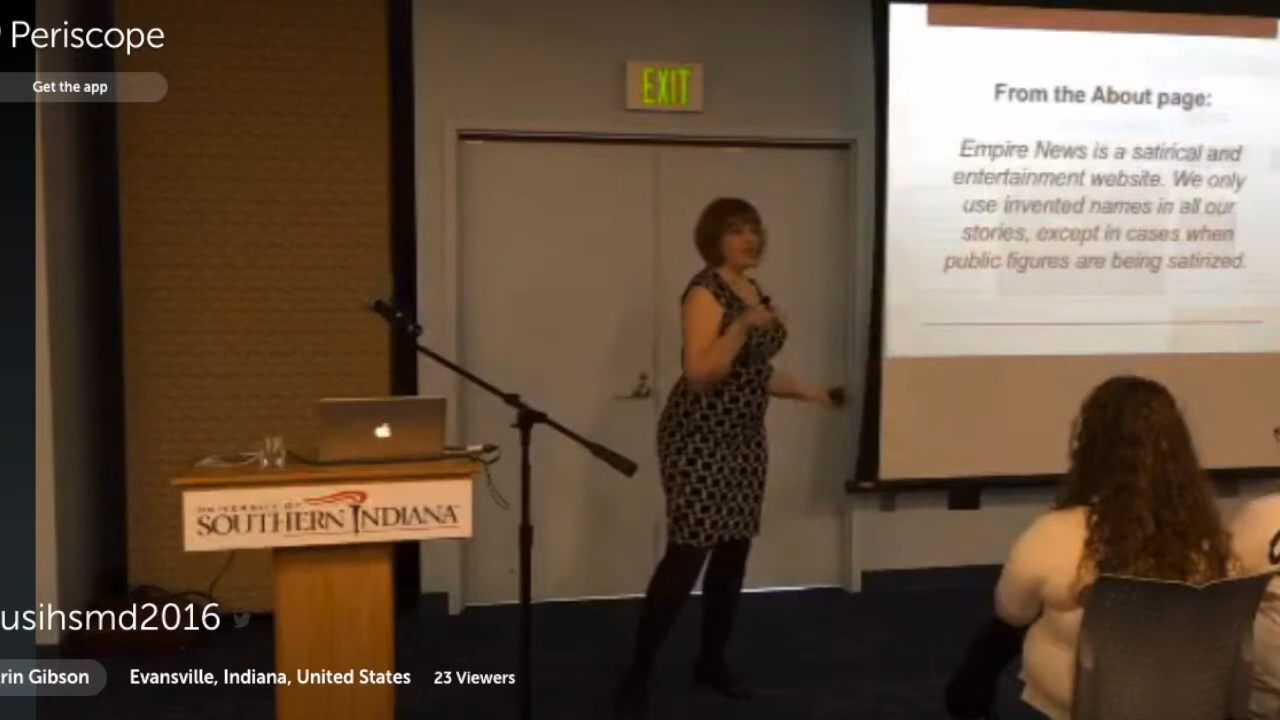 Periscope
Get the app
EXIT
From the About page:
Empire News is a satirical and
entertainment website. We only
use invented names in all our
stories, except in cases when
public figures are being satirized.
UNIVERSITY OF
SOUTHERN INDIANA
usihsmd2016
rin Gibson
Evansville, Indiana, United States
23 Viewers